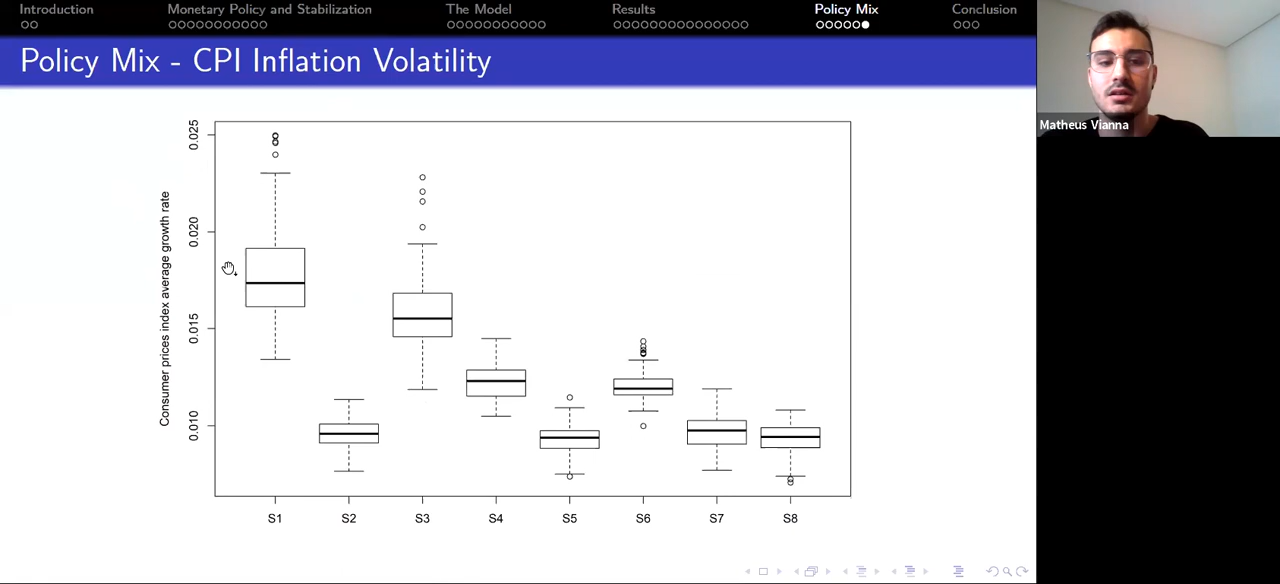 Introduction
Monetary Policy and Stabilization
The Model
Results
Policy Mix
Conclusion
Policy Mix - CPI Inflation Volatility
Matheus Vianna
Consumer prices index average growth rate
0.025
0.020
0.015
0.010
S1 S2 S3 S4 S5 S6 S7 S8